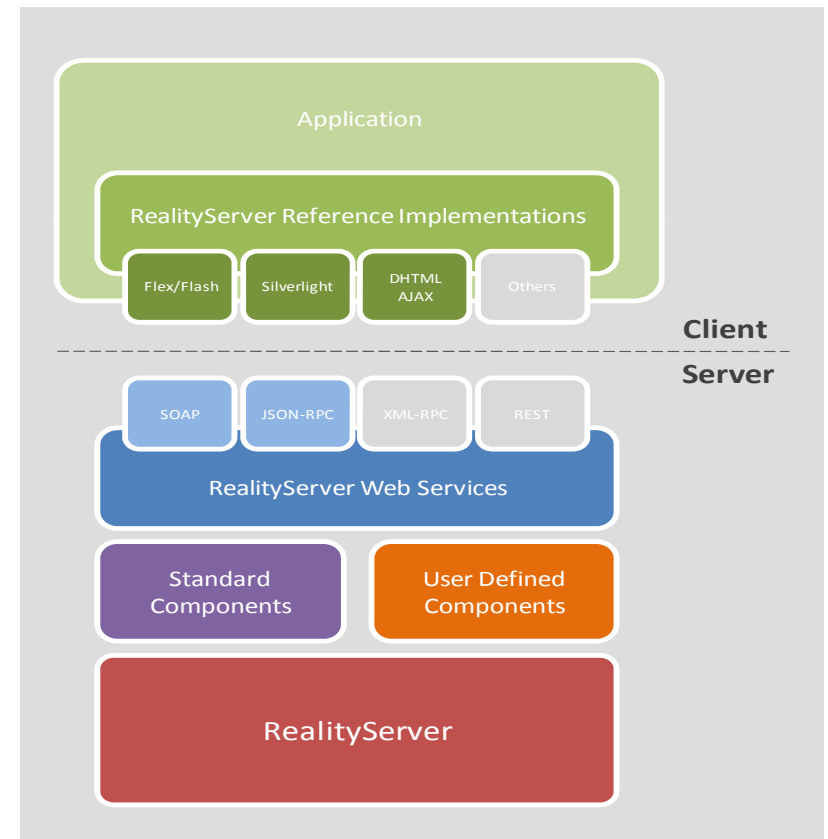 Application
RealityServer Reference Implementations
Flex/Flash
Silverlight
DHTML
AJAX
Others
Client
Server
SOAP
JSON-RPC
XML-RPC
REST
RealityServer Web Services
Standard
Components
User Defined
Components
RealityServer